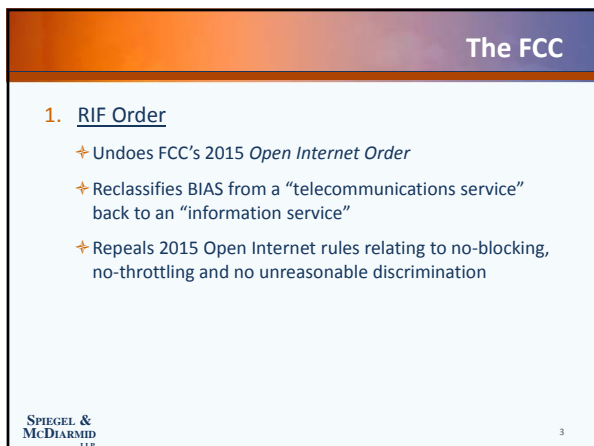 The FCC
1. RIF Order
Undoes FCC's 2015 Open Internet Order
Reclassifies BIAS from a “telecommunications service”
back to an “information service”
Repeals 2015 Open Internet rules relating to no-blocking,
no-throttling and no unreasonable discrimination
SPIEGEL &
MCDIARMID
LLP
3